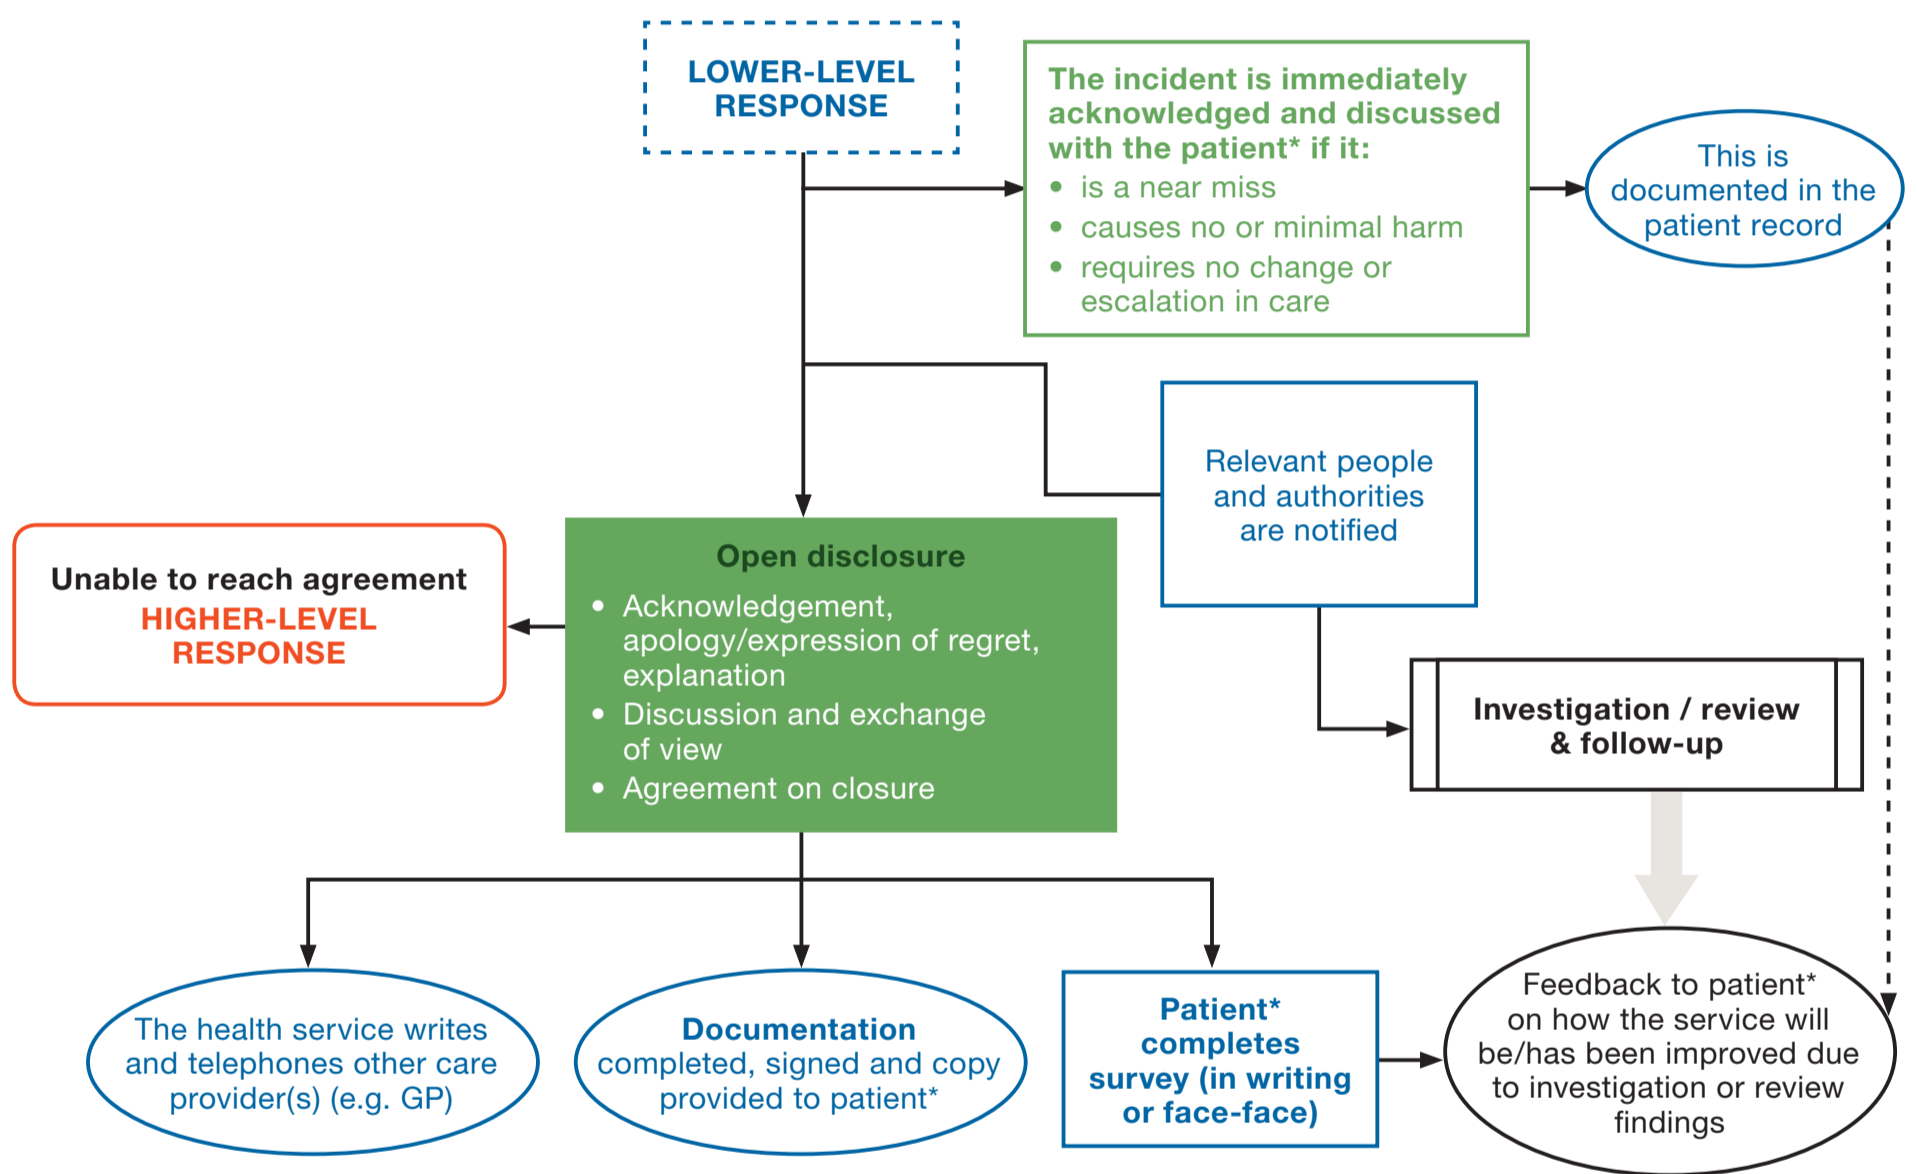 LOWER-LEVEL
RESPONSE
The incident is immediately
acknowledged and discussed
with the patient* if it:
• is a near miss
• causes no or minimal harm
• requires no change or
escalation in care
This is
documented in the
patient record
Relevant people
and authorities
are notified
Unable to reach agreement
HIGHER-LEVEL
RESPONSE
Open disclosure
• Acknowledgement,
apology/expression of regret,
explanation
• Discussion and exchange
of view
• Agreement on closure
Investigation / review
& follow-up
The health service writes
and telephones other care
provider(s) (e.g. GP)
Documentation
completed, signed and copy
provided to patient*
Patient*
completes
survey (in writing
or face-face)
Feedback to patient*
on how the service will
be/has been improved due
to investigation or review
findings